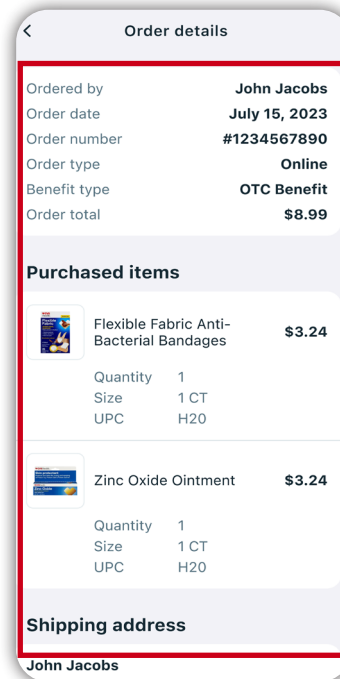 Order details
Ordered by John Jacobs
Order date July 15, 2023
Order number #1234567890
Order type Online
Benefit type OTC Benefit
Order total $8.99
Purchased items
Flexible Fabric Anti-
Bacterial Bandages $3.24
Quantity 1
Size 1 CT
UPC H20
Zinc Oxide Ointment $3.24
Quantity 1
Size 1 CT
UPC H20
Shipping address
John Jacobs